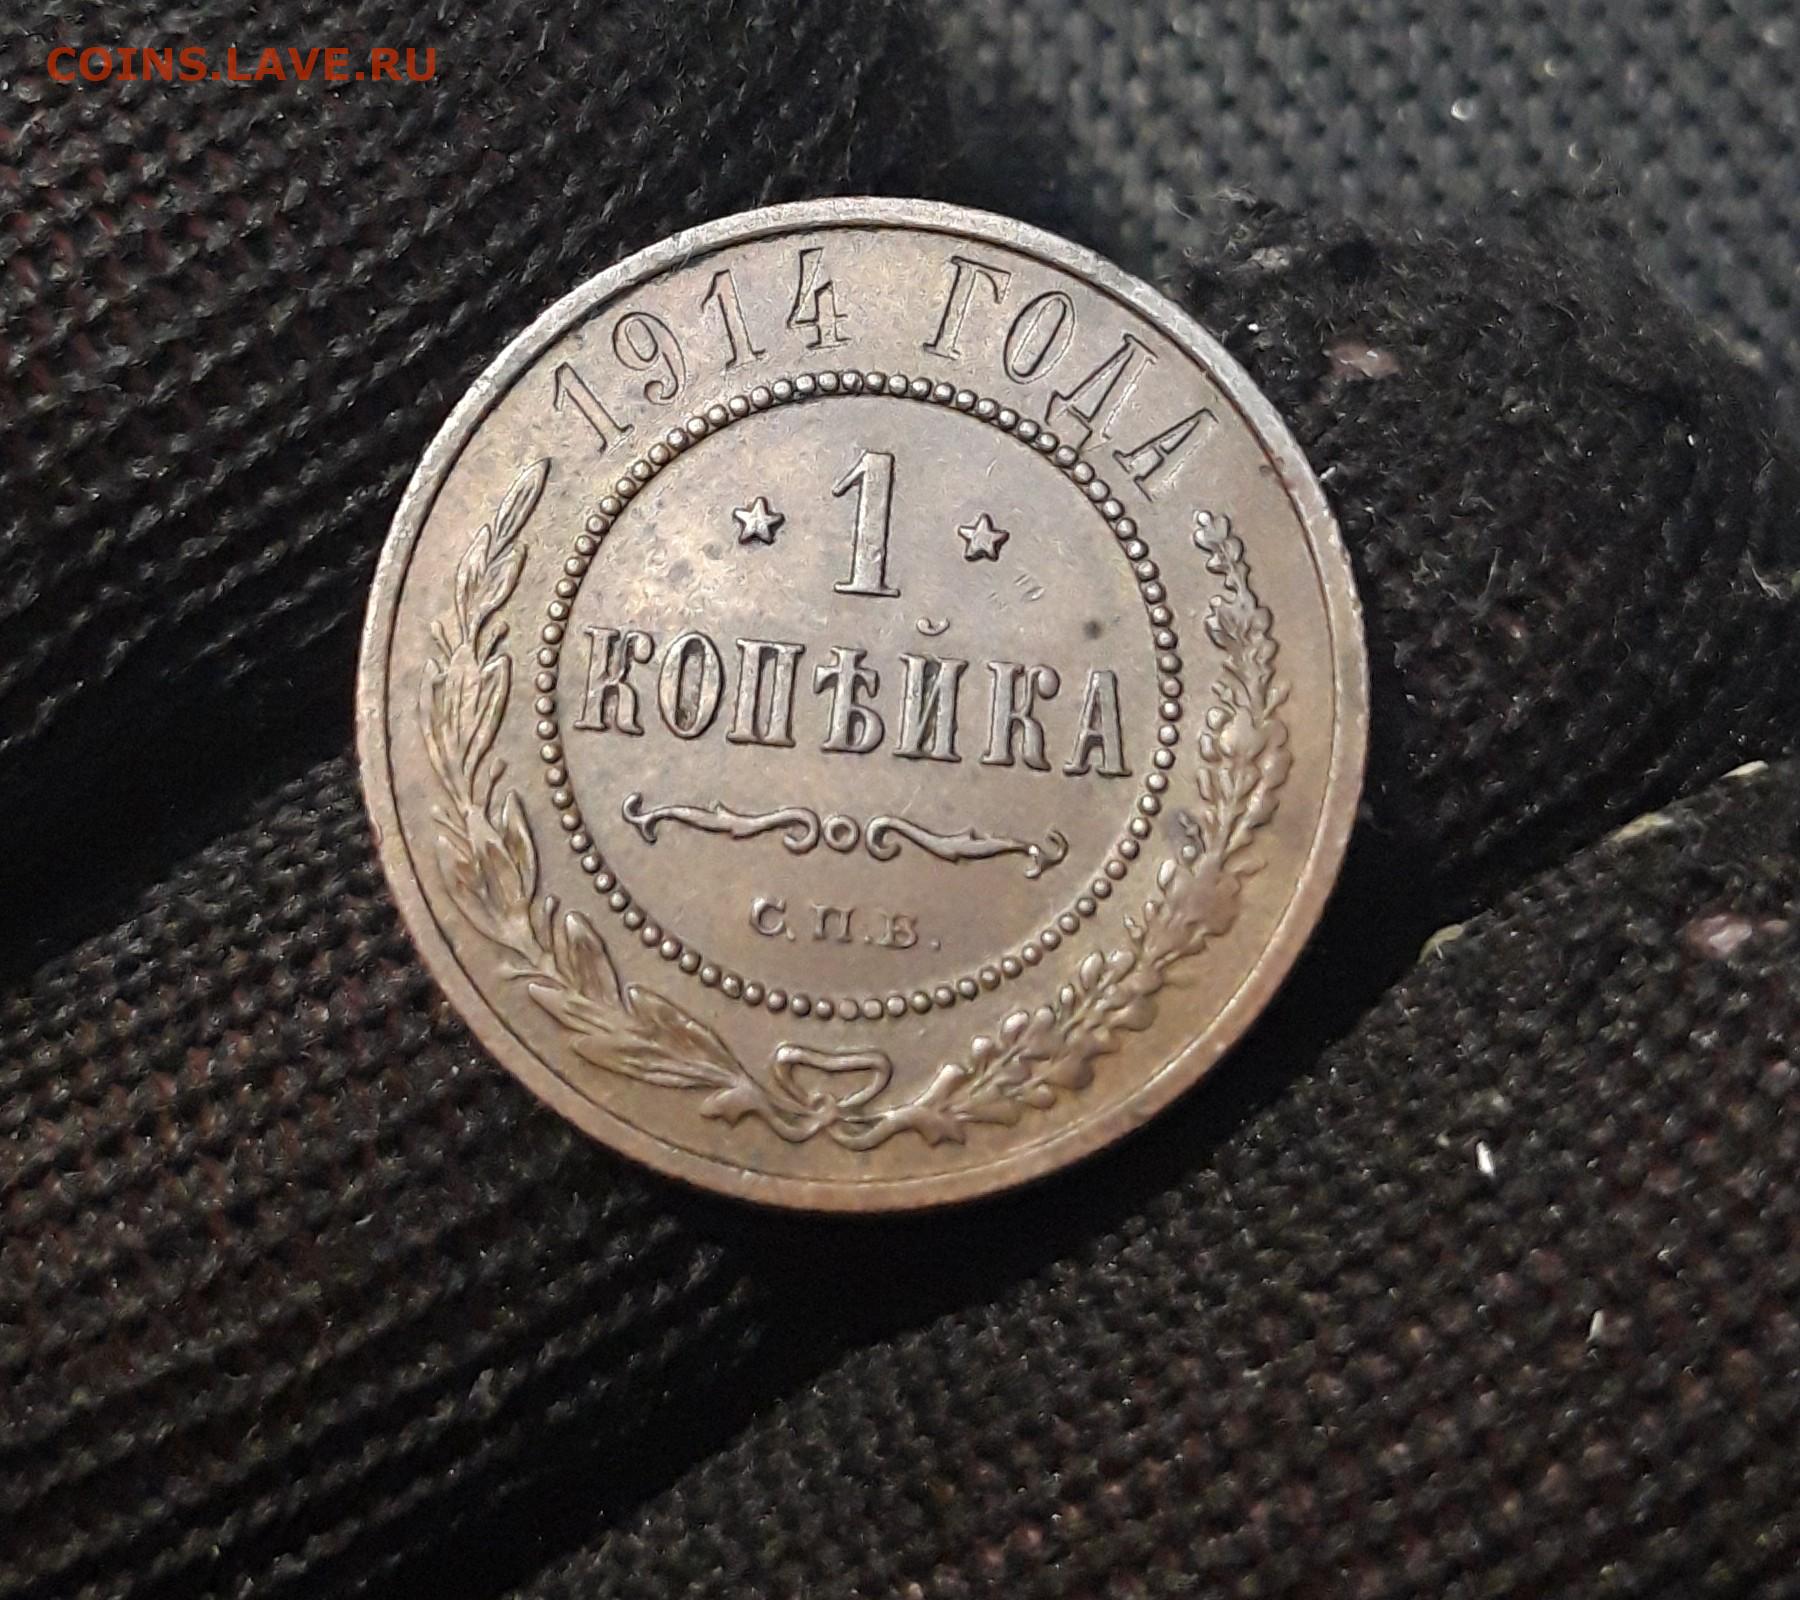 COINS.LAVE.RU
1914 ГОДА
1
КОПѢЙКА
С.П.Б.